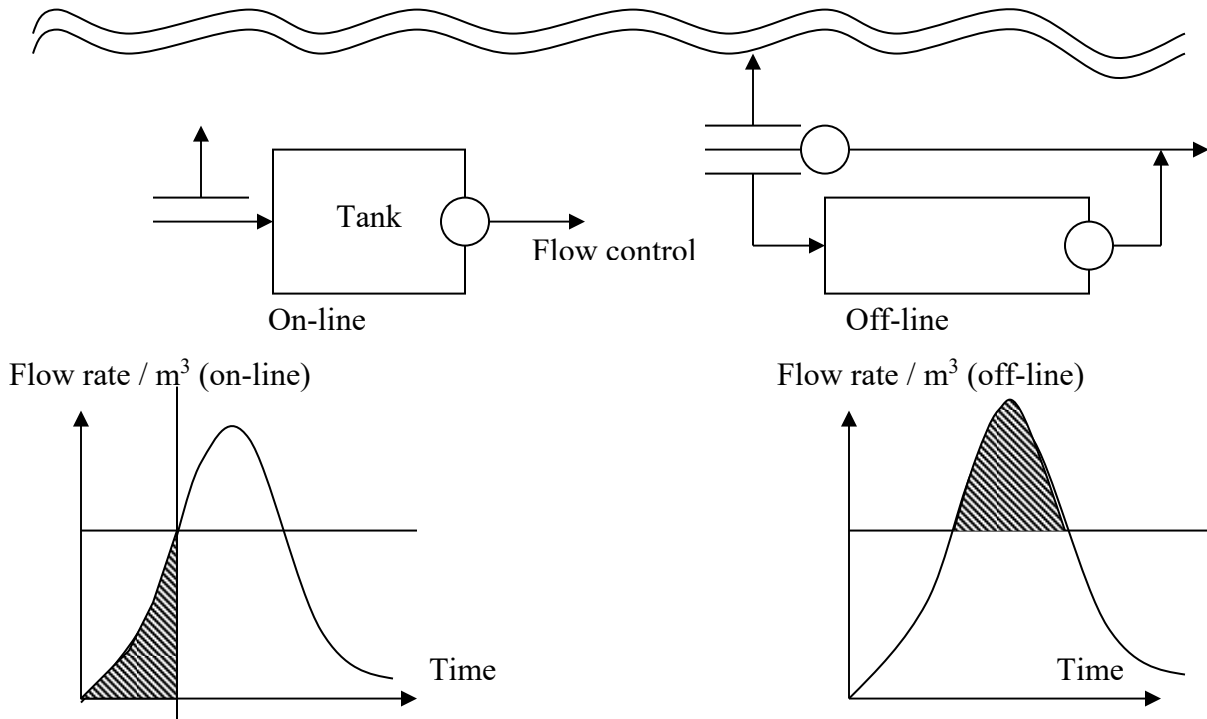 Tank
Flow control
On-line
Off-line
Flow rate / m³ (on-line)
Flow rate / m³ (off-line)
Time
Time